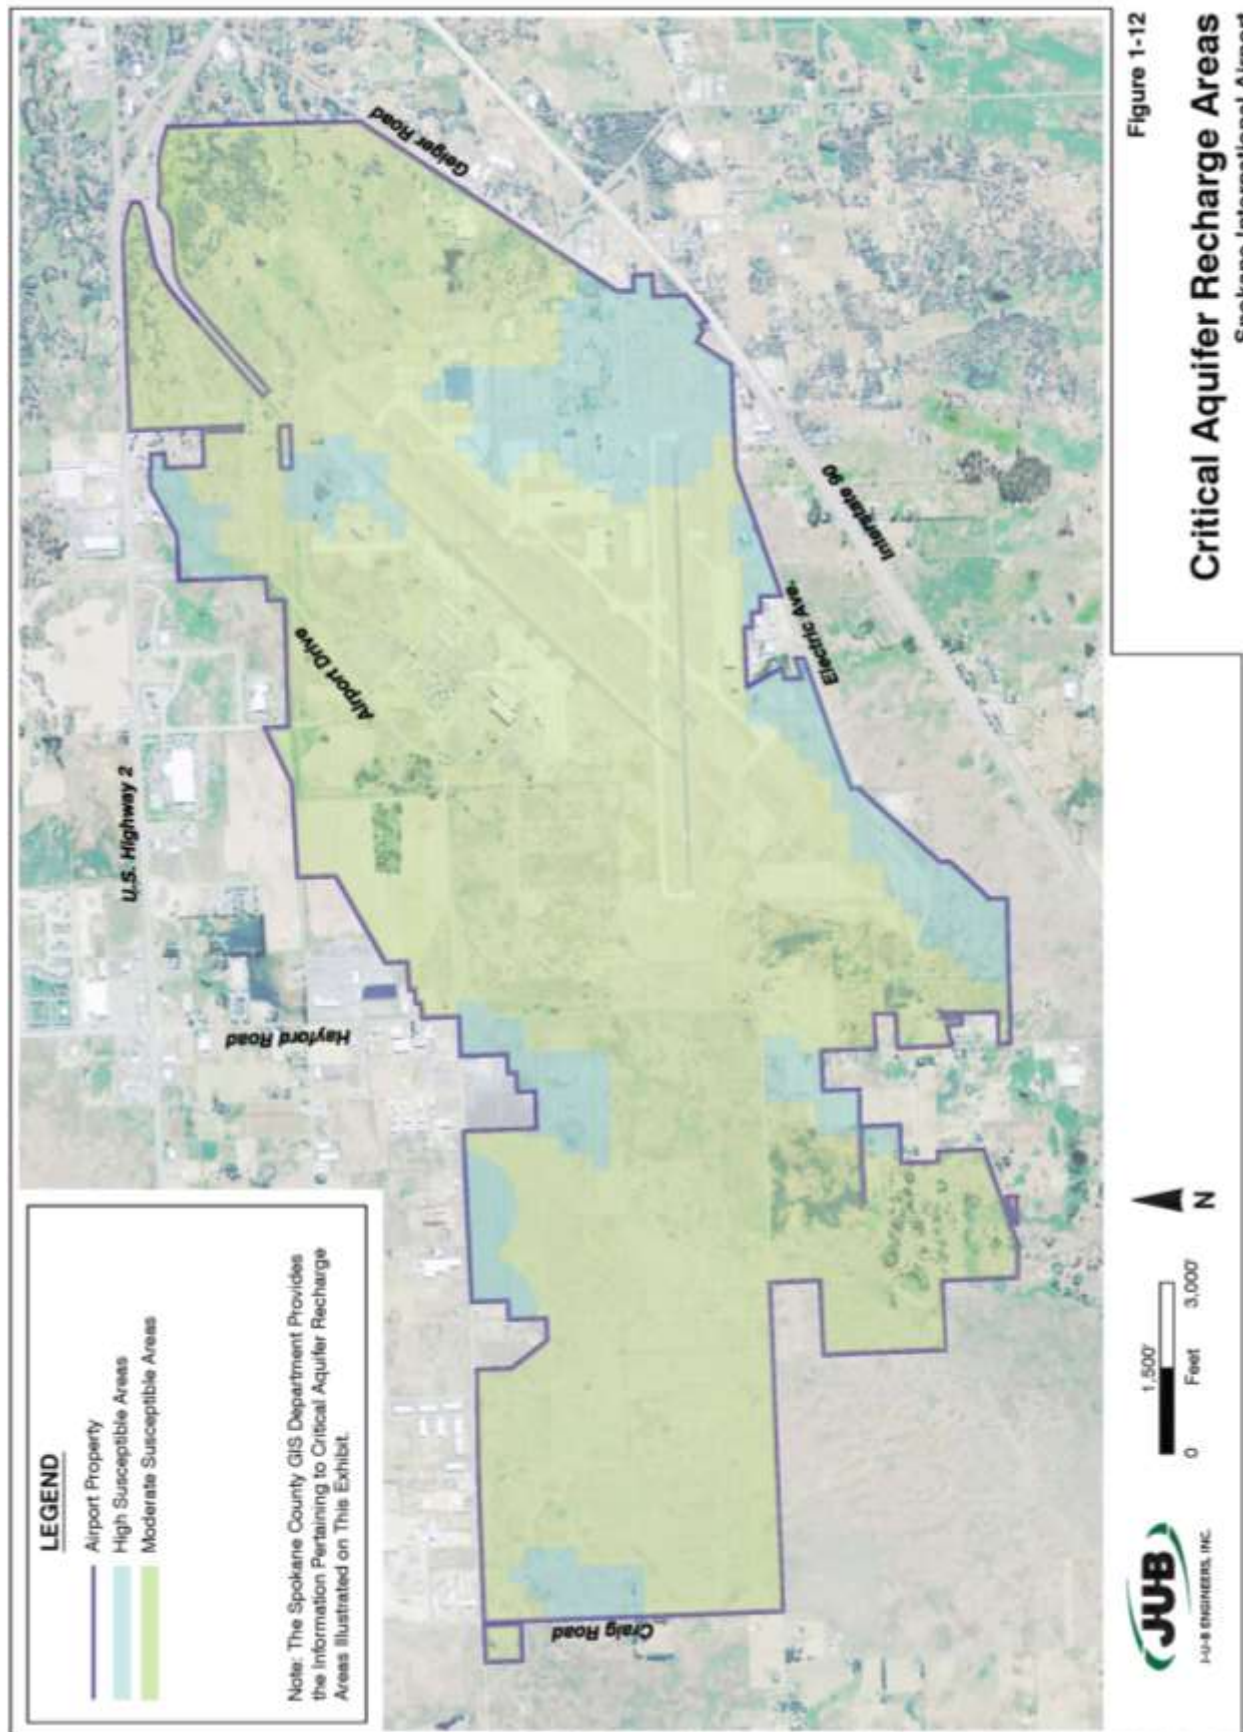 LEGEND
Airport Property
High Susceptible Areas
Moderate Susceptible Areas
Note: The Spokane County GIS Department Provides
the Information Pertaining to Critical Aquifer Recharge
Areas Illustrated on This Exhibit.
U.S. Highway 2
Hayford Road
Airport Drive
Geiger Road
Craig Road
Electric Ave.
Interstate 90
J-U-B
J-U-B ENGINEERS, INC.
1,500'
0
Feet
3,000'
N
Figure 1-12
Critical Aquifer Recharge Areas
Spokane International Airport